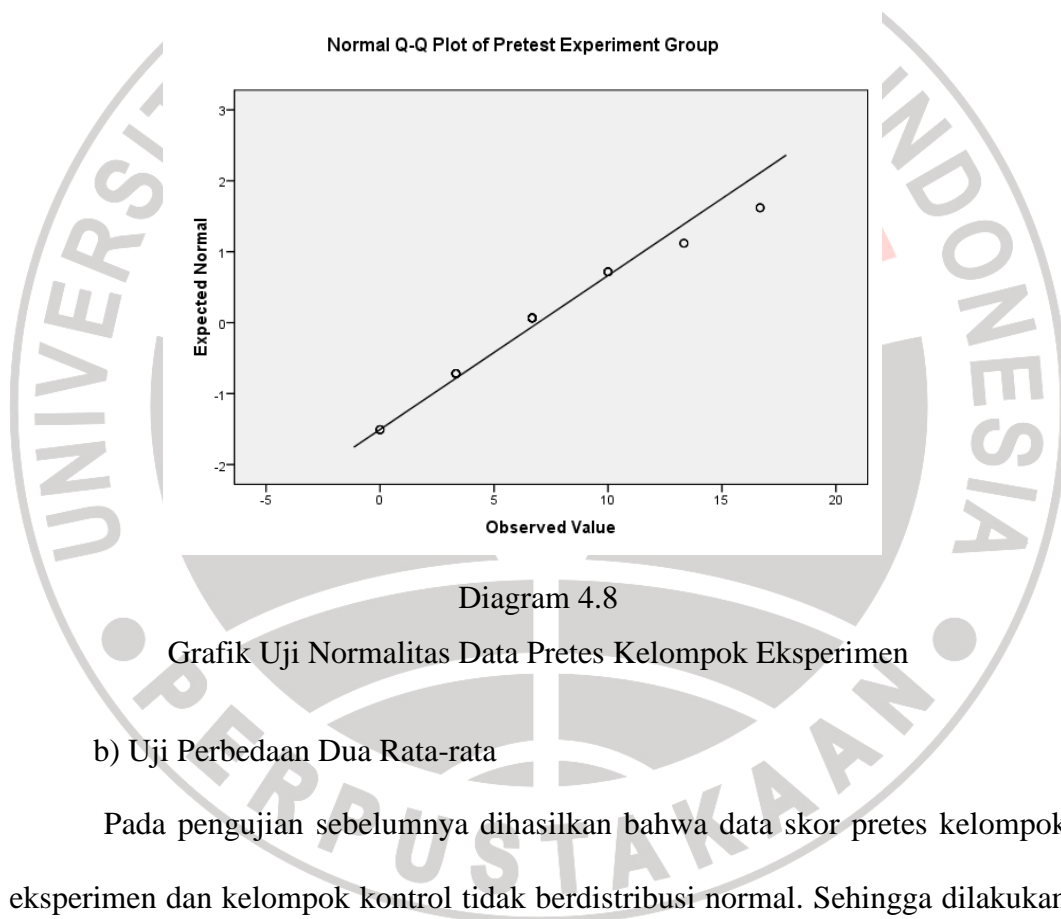 Normal Q-Q Plot of Pretest Experiment Group
3
2
1
0
-1
-2
Expected Normal
-5
0
5
10
15
20
Observed Value
Diagram 4.8
Grafik Uji Normalitas Data Pretes Kelompok Eksperimen
b) Uji Perbedaan Dua Rata-rata
Pada pengujian sebelumnya dihasilkan bahwa data skor pretes kelompok
eksperimen dan kelompok kontrol tidak berdistribusi normal. Sehingga dilakukan
PERPUSTAKAAN